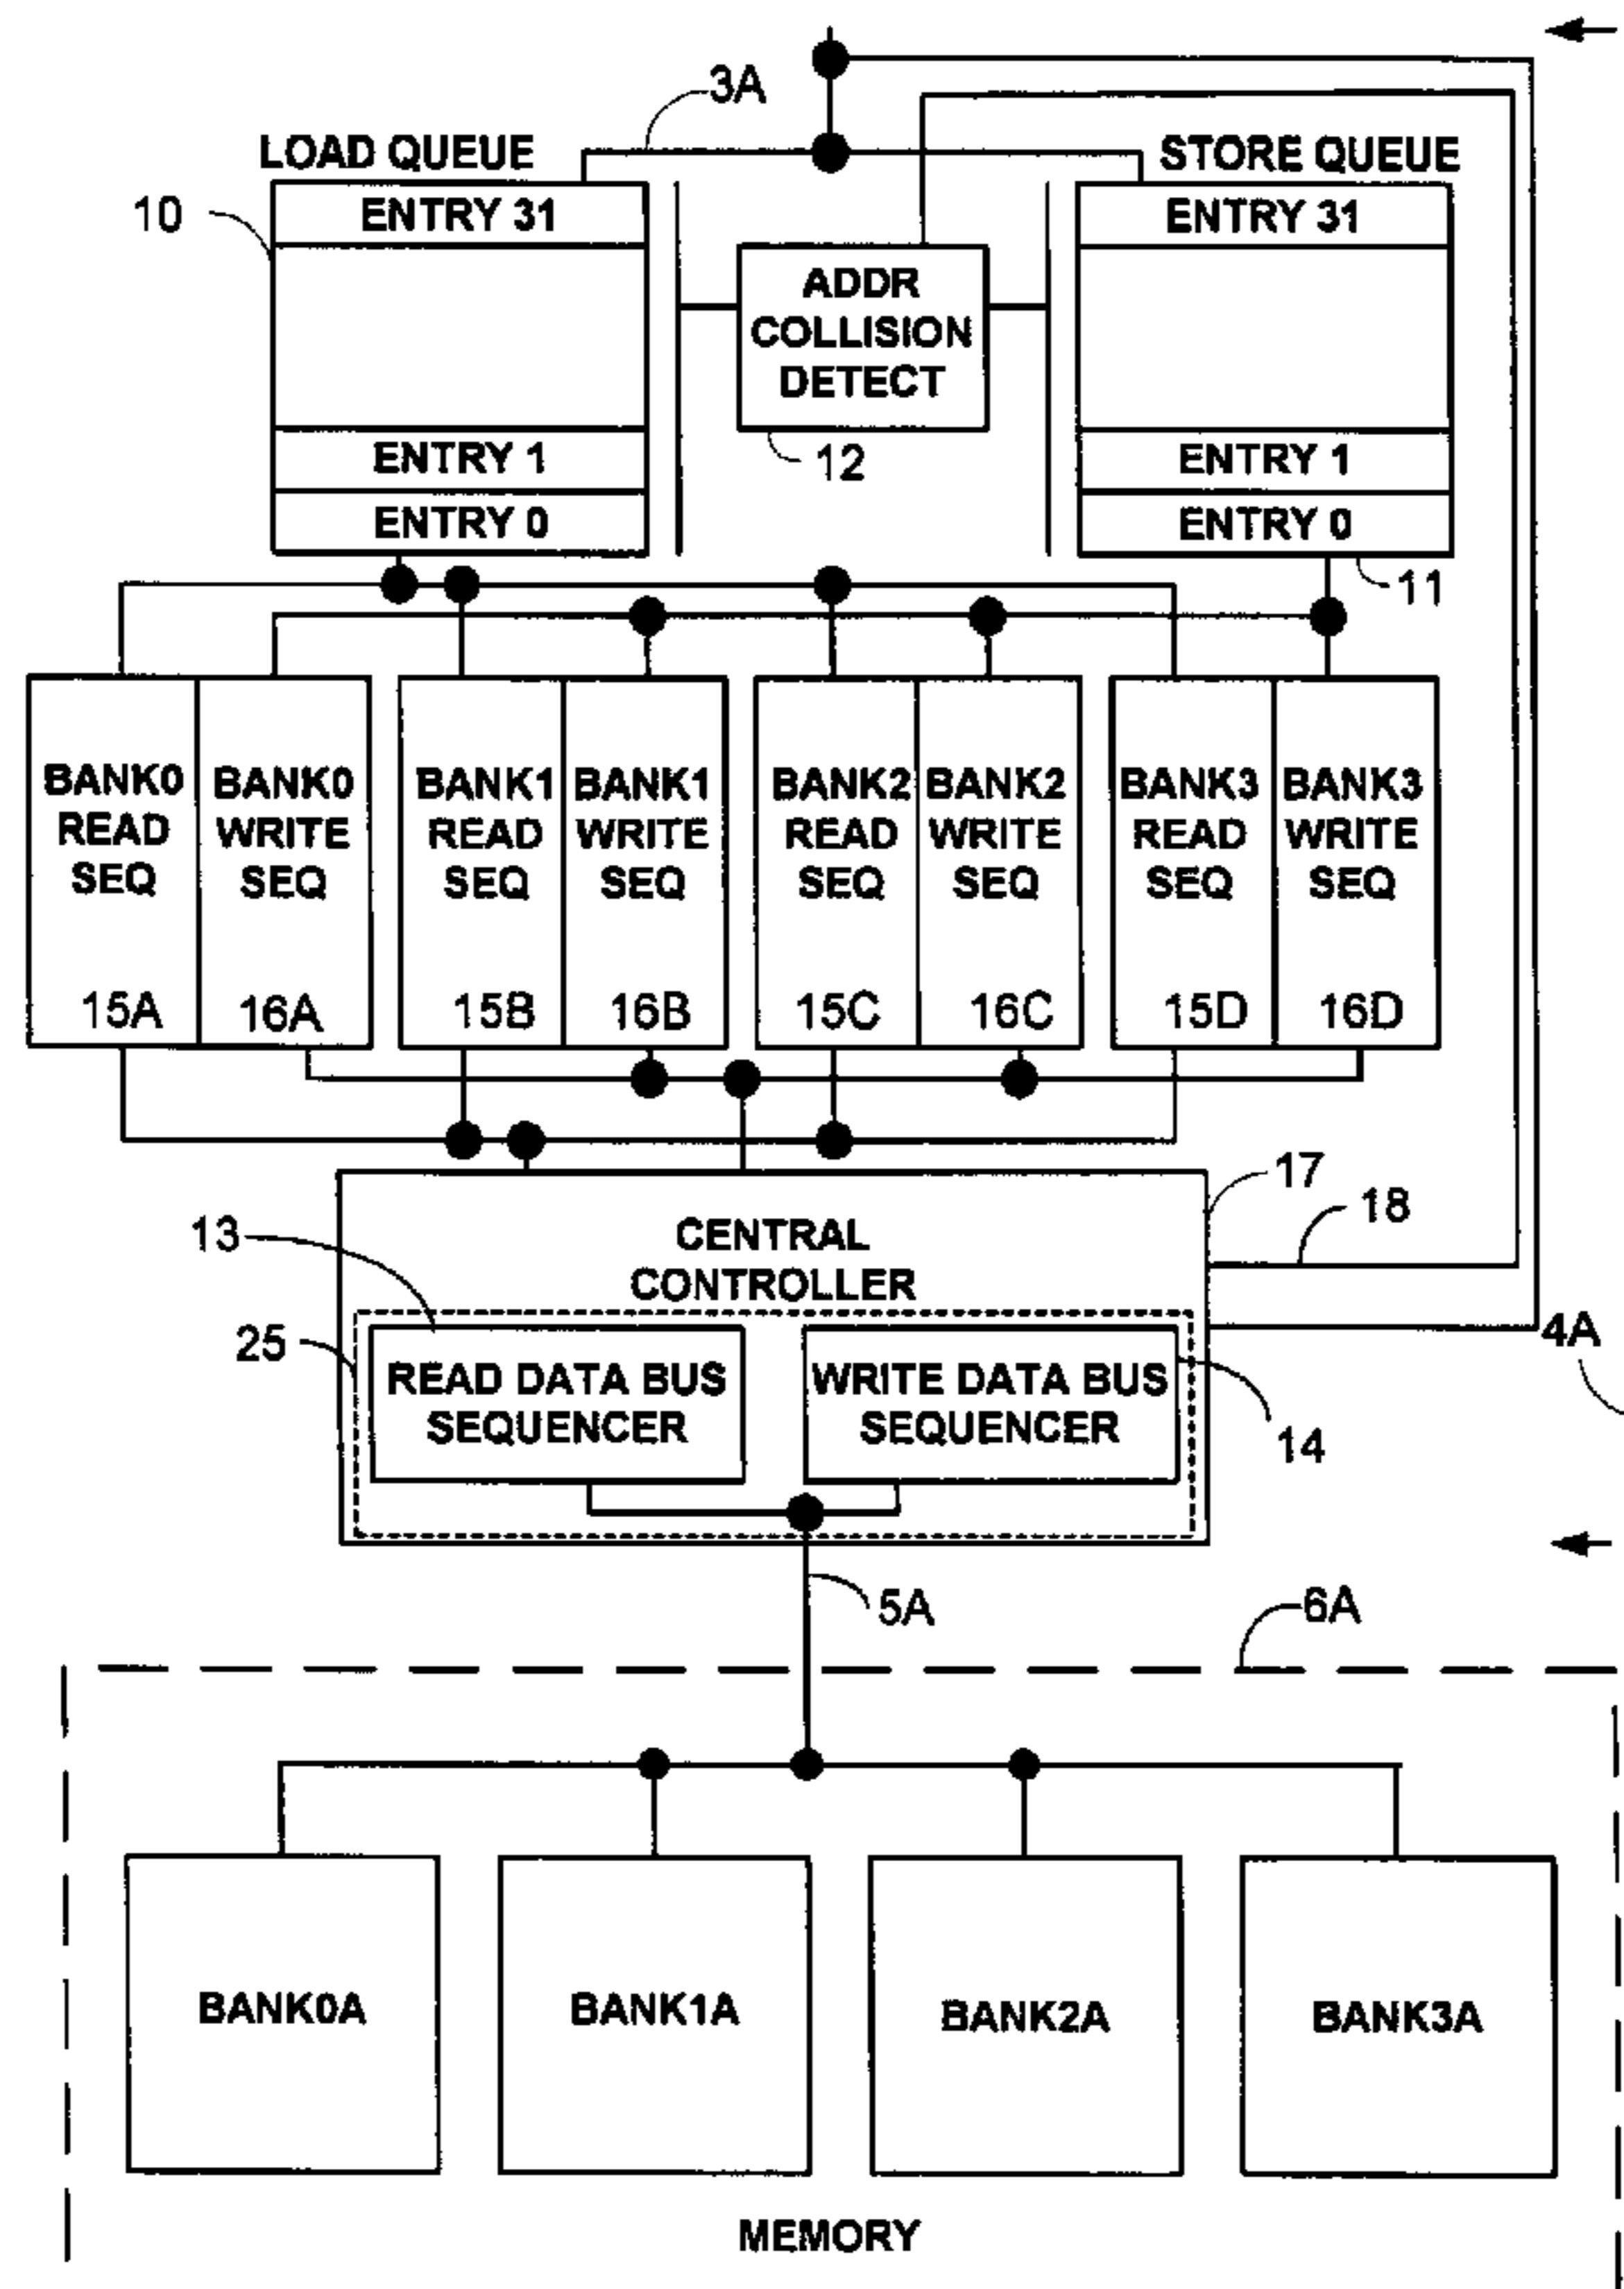 3A
LOAD QUEUE
STORE QUEUE
10
ENTRY 31
ENTRY 31
ADDR
COLLISION
DETECT
12
ENTRY 1
ENTRY 0
ENTRY 1
ENTRY 0
11
BANK0
READ
SEQ
15A
BANK0
WRITE
SEQ
16A
BANK1
READ
SEQ
15B
BANK1
WRITE
SEQ
16B
BANK2
READ
SEQ
15C
BANK2
WRITE
SEQ
16C
BANK3
READ
SEQ
15D
BANK3
WRITE
SEQ
16D
17
18
13
CENTRAL
CONTROLLER
25
4A
READ DATA BUS
SEQUENCER
WRITE DATA BUS
SEQUENCER
14
5A
6A
BANK0A
BANK1A
BANK2A
BANK3A
MEMORY